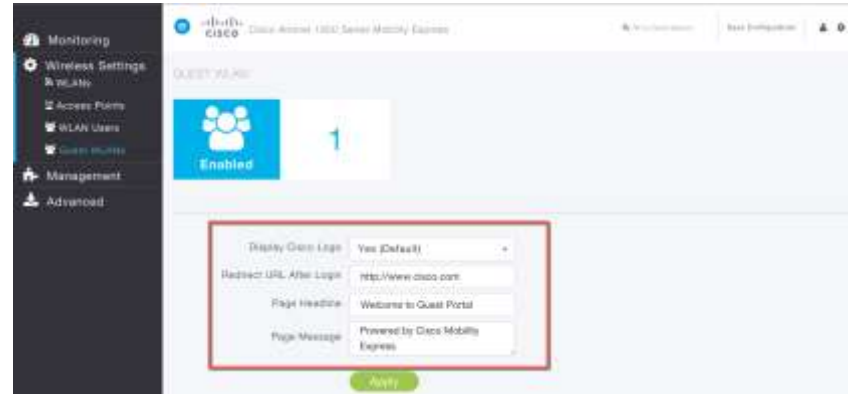 Monitoring
Wireless Settings
WLANs
Access Points
WLAN Users
Guest WLANs
Management
Advanced
CISCO
Cisco Aironet 1850 Series Mobility Express
GUEST WLAN
Enabled
1
Display Cisco Logo
Yes (Default)
Redirect URL After Login
http://www.cisco.com
Page Headline
Welcome to Guest Portal
Page Message
Powered by Cisco Mobility
Express
Apply